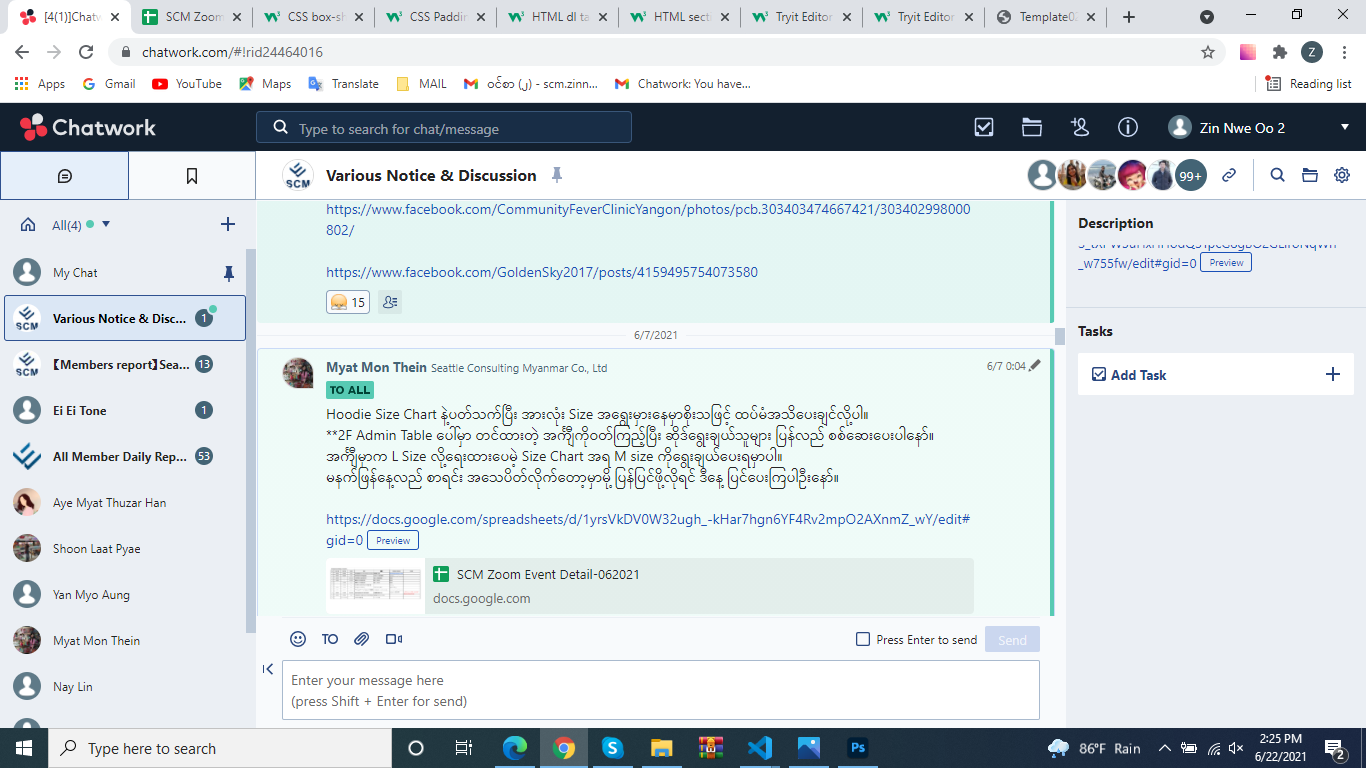 [4(1)]Chatw
SCM Zoom
CSS box-sh
CSS Paddin
HTML dl ta
HTML secti
Tryit Editor
Tryit Editor
Template0
chatwork.com/#!rid24464016
Z
Apps
Gmail
YouTube
Maps
Translate
MAIL
ဝင်စာ (၂) - scm.zinn...
Chatwork: You have...
Reading list
Chatwork
Type to search for chat/message
Zin Nwe Oo 2
SCM
Various Notice & Discussion
99+
All(4)
My Chat
SCM
Various Notice & Disc...
1
SCM
【Members report】Sea...
13
Ei Ei Tone
1
All Member Daily Rep...
53
Aye Myat Thuzar Han
Shoon Laat Pyae
Yan Myo Aung
Myat Mon Thein
Nay Lin
https://www.facebook.com/CommunityFeverClinicYangon/photos/pcb.303403474667421/303402998000
802/
https://www.facebook.com/GoldenSky2017/posts/4159495754073580
15
6/7/2021
Myat Mon Thein Seattle Consulting Myanmar Co., Ltd
6/7 0:04
TO ALL
Hoodie Size Chart နဲ့ပတ်သက်ပြီး အားလုံး Size အရွေးမှားနေမှာစိုးသဖြင့် ထပ်မံအသိပေးချင်လို့ပါ။
**2F Admin Table ပေါ်မှာ တင်ထားတဲ့ အင်္ကျီကိုဝတ်ကြည့်ပြီး ဆိုဒ်ရွေးချယ်သူများ ပြန်လည် စစ်ဆေးပေးပါနော်။
အင်္ကျီမှာက L Size လို့ရေးထားပေမဲ့ Size Chart အရ M size ကိုရွေးချယ်ပေးရမှာပါ။
မနက်ဖြန်နေ့လည် စာရင်း အသေပိတ်လိုက်တော့မှာမို့ ပြန်ပြင်ဖို့လိုရင် ဒီနေ့ ပြင်ပေးကြပါဦးနော်။
https://docs.google.com/spreadsheets/d/1yrsVkDV0W32ugh_-kHar7hgn6YF4Rv2mpO2AXnmZ_wY/edit#
gid=0 Preview
SCM Zoom Event Detail-062021
docs.google.com
TO
Press Enter to send
Send
Enter your message here
(press Shift + Enter for send)
Description
_w755fw/edit#gid=0 Preview
Tasks
Add Task
Type here to search
86°F Rain
2:25 PM
6/22/2021
2